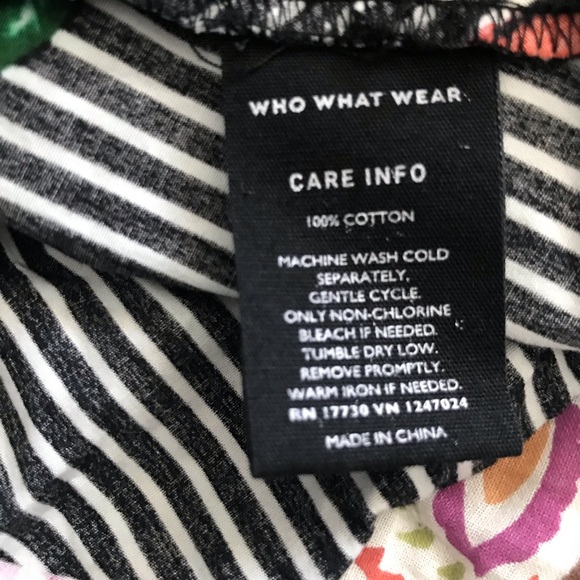 WHO WHAT WEAR
CARE INFO
100% COTTON
MACHINE WASH COLD
SEPARATELY,
GENTLE CYCLE.
ONLY NON-CHLORINE
BLEACH IF NEEDED.
TUMBLE DRY LOW.
REMOVE PROMPTLY.
WARM IRON IF NEEDED.
RN 17730 VN 1247024
MADE IN CHINA